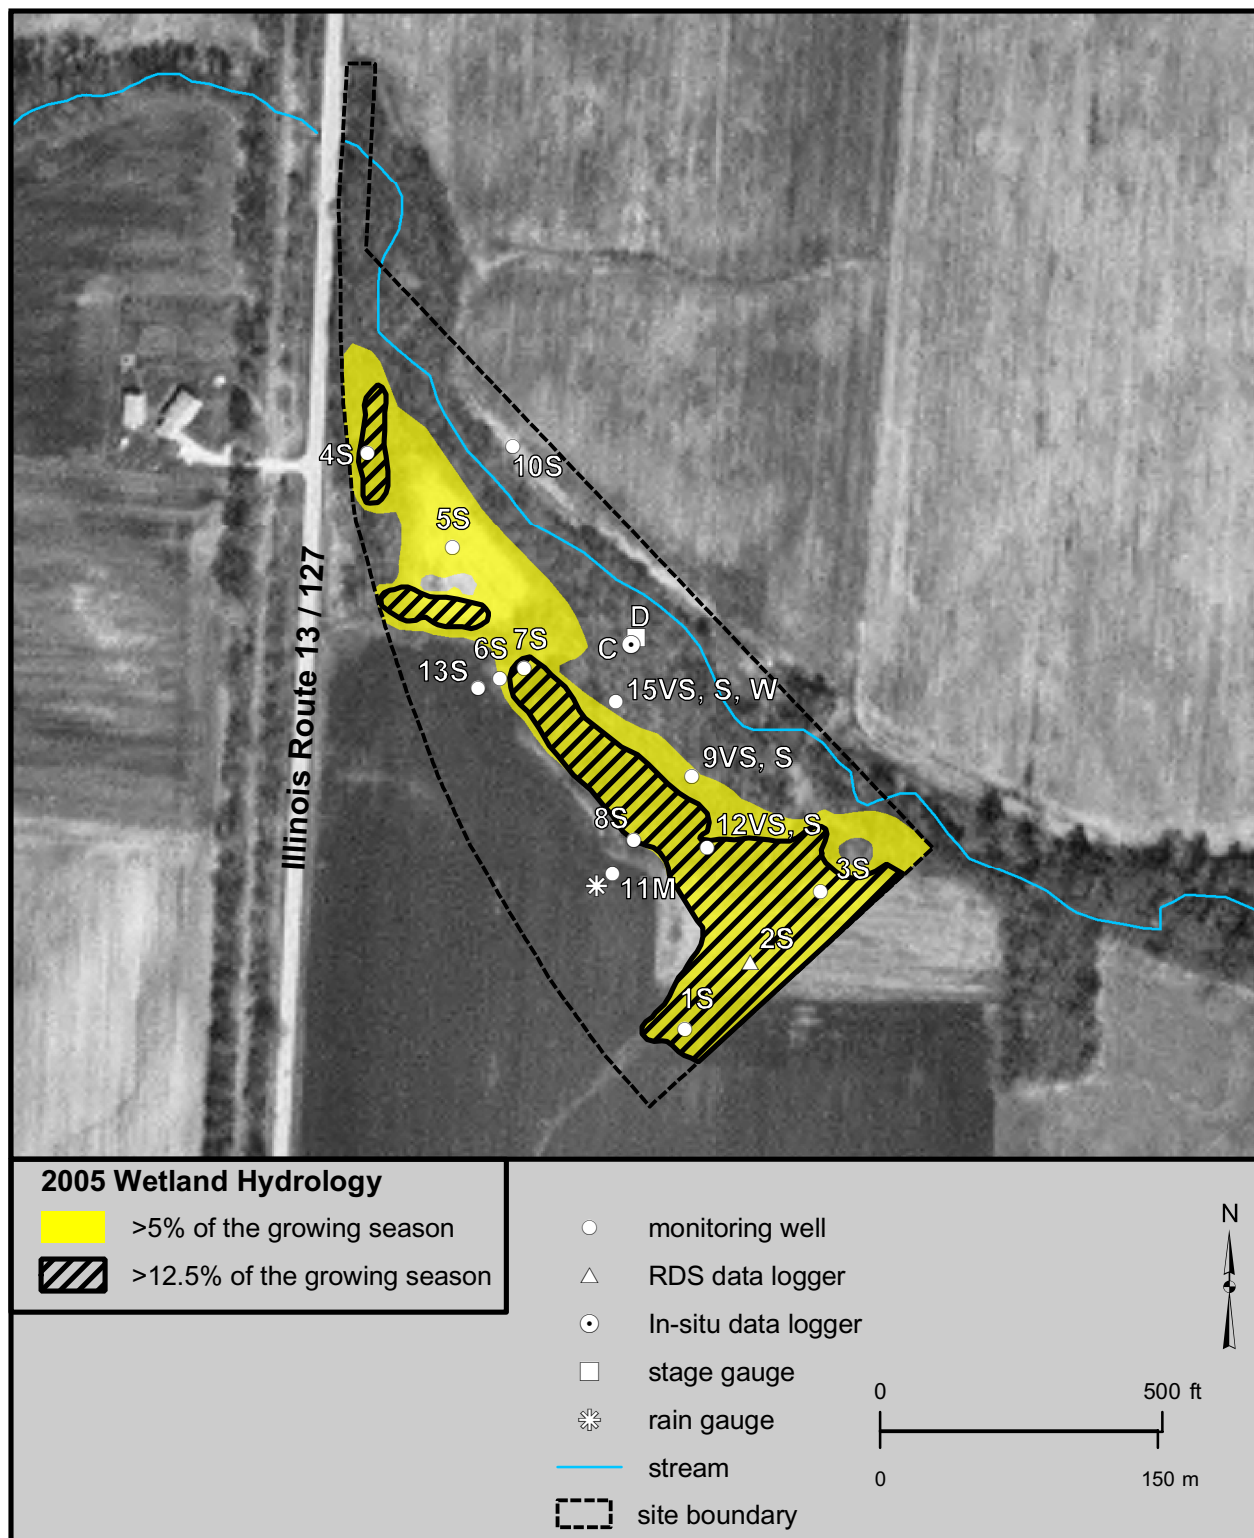 4S
10S
5S
Illinois Route 13 / 127
D
C
7S
6S
13S
15VS, S, W
9VS, S
8S
12VS, S
3S
11M
2S
1S
2005 Wetland Hydrology
>5% of the growing season
>12.5% of the growing season
monitoring well
RDS data logger
In-situ data logger
stage gauge
rain gauge
stream
site boundary
N
0 500 ft
0 150 m